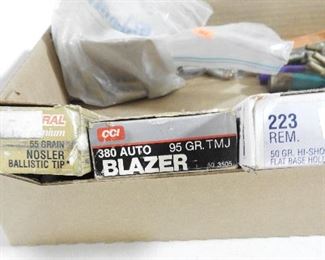 RAL
mium
55 GRAIN
NOSLER
BALLISTIC TIP
CCI
380 AUTO 95 GR. TMJ
BLAZER
3505
223
REM.
50 GR. HI-SHO
FLAT BASE HOL